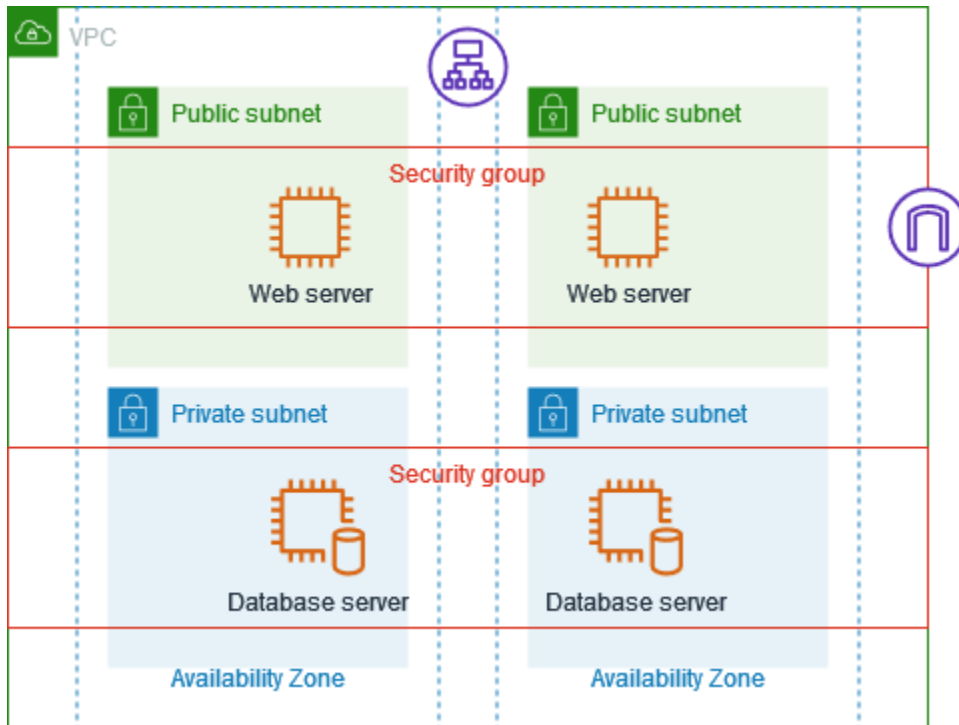 VPC
Public subnet
Public subnet
Security group
Web server
Web server
Private subnet
Private subnet
Security group
Database server
Database server
Availability Zone
Availability Zone